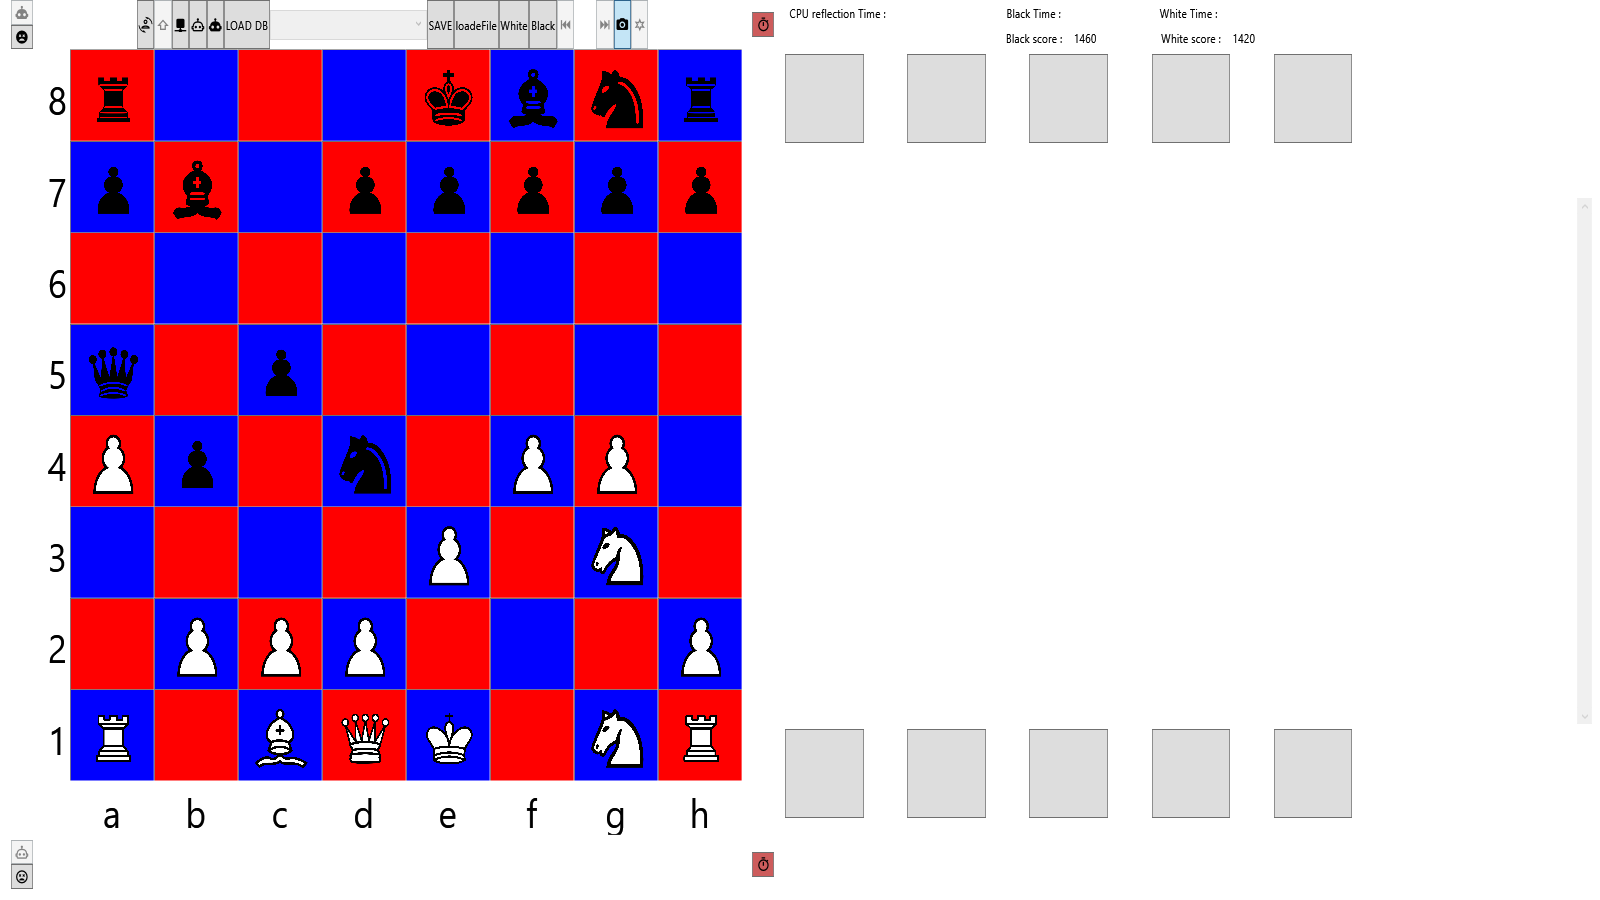 LOAD DB SAVE loadeFile White Black
CPU reflection Time : Black Time : White Time :
Black score : 1460 White score : 1420
8
7
6
5
4
3
2
1
a b c d e f g h